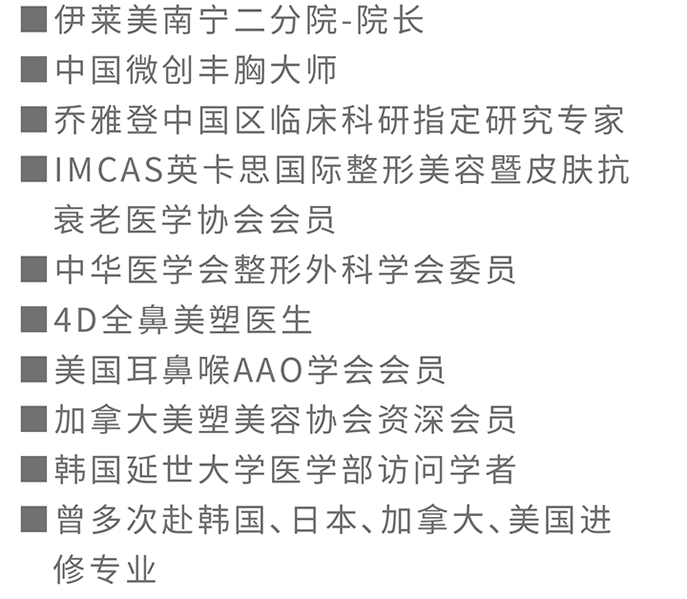 ■伊莱美南宁二分院-院长
■中国微创丰胸大师
■乔雅登中国区临床科研指定研究专家
■IMCAS英卡思国际整形美容暨皮肤抗
衰老医学协会会员
■中华医学会整形外科学会委员
■4D全鼻美塑医生
■美国耳鼻喉AAO学会会员
■加拿大美塑美容协会资深会员
■韩国延世大学医学部访问学者
■曾多次赴韩国、日本、加拿大、美国进
修专业